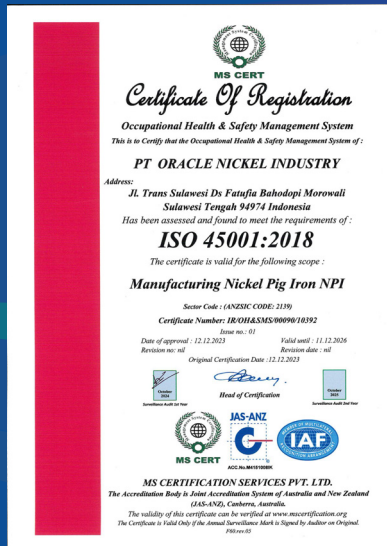 MS CERT
Certificate Of Registration
Occupational Health & Safety Management System
This is to Certify that the Occupational Health & Safety Management System of :
PT ORACLE NICKEL INDUSTRY
Address:
Jl. Trans Sulawesi Ds Fatufia Bahodopi Morowali
Sulawesi Tengah 94974 Indonesia
Has been assessed and found to meet the requirements of :
ISO 45001:2018
The certificate is valid for the following scope :
Manufacturing Nickel Pig Iron NPI
Sector Code : (ANZSIC CODE: 2139)
Certificate Number: IR/OH&SMS/00090/10392
Issue no.: 01
Date of approval : 12.12.2023 Valid until : 11.12.2026
Revision no: nil Revision date : nil
Original Certification Date :12.12.2023
October
2024
October
2025
Surveillance Audit 1st Year
Head of Certification
Surveillance Audit 2nd Year
JAS-ANZ
MEMBER OF MULTILATERAL
IAF
RECOGNITION ARRANGEMENT
MS CERT
MS CERTIFICATION SERVICES PVT. LTD.
The Accreditation Body is Joint Accreditation System of Australia and New Zealand
(JAS-ANZ), Canberra, Australia.
The validity of this certificate can be verified at www.mscertification.org
The Certificate is Valid Only if the Annual Surveillance Mark is Signed by Auditor on Original.
F80.rev.05